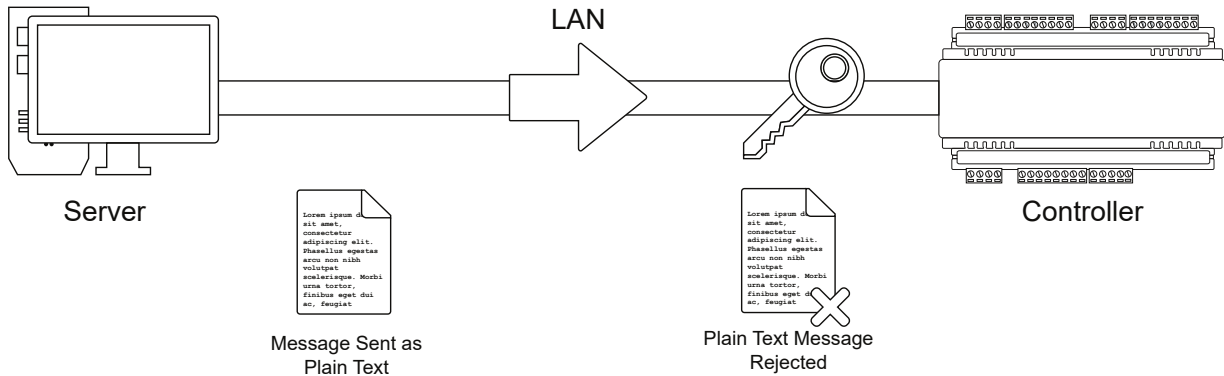 LAN
Server
Controller
Lorem ipsum d
sit amet,
consectetur
adipiscing elit.
Phasellus egestas
arcu non nibh
volutpat
scelerisque. Morbi
urna tortor,
finibus eget dui
ac, feugiat
Message Sent as
Plain Text
Lorem ipsum d
sit amet,
consectetur
adipiscing elit.
Phasellus egestas
arcu non nibh
volutpat
scelerisque. Morbi
urna tortor,
finibus eget dui
ac, feugiat
Plain Text Message
Rejected